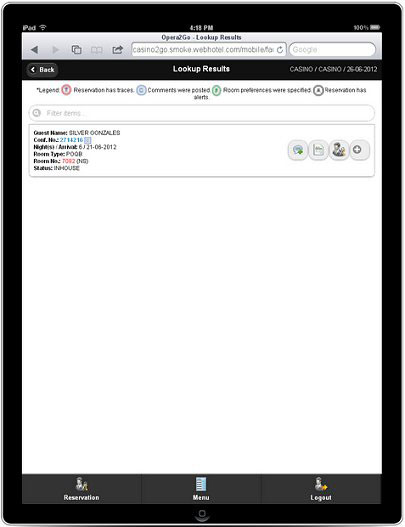 iPad 4:18 PM 100%
Opera2Go - Lookup Results
casino2go.smoke.webhotel.com/mobile/fa Google
Back Lookup Results CASINO / CASINO / 26-06-2012
*Legend: T Reservation has traces. C Comments were posted. P Room preferences were specified. A Reservation has
alerts.
Filter items...
Guest Name: SILVER GONZALES
Conf. No.: 2714216 C
Night(s) / Arrival: 6 / 21-06-2012
Room Type: POQB
Room No.: 7092 (NS)
Status: INHOUSE
Reservation Menu Logout